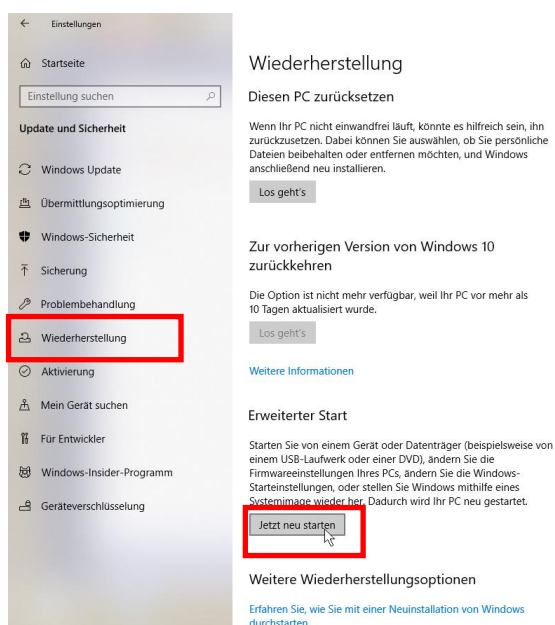 Einstellungen
Startseite
Einstellung suchen
Update und Sicherheit
Windows Update
Übermittlungsoptimierung
Windows-Sicherheit
Sicherung
Problembehandlung
Wiederherstellung
Aktivierung
Mein Gerät suchen
Für Entwickler
Windows-Insider-Programm
Geräteverschlüsselung
Wiederherstellung
Diesen PC zurücksetzen
Wenn Ihr PC nicht einwandfrei läuft, könnte es hilfreich sein, ihn
zurückzusetzen. Dabei können Sie auswählen, ob Sie persönliche
Dateien beibehalten oder entfernen möchten, und Windows
anschließend neu installieren.
Los geht's
Zur vorherigen Version von Windows 10
zurückkehren
Die Option ist nicht mehr verfügbar, weil Ihr PC vor mehr als
10 Tagen aktualisiert wurde.
Los geht's
Weitere Informationen
Erweiterter Start
Starten Sie von einem Gerät oder Datenträger (beispielsweise von
einem USB-Laufwerk oder einer DVD), ändern Sie die
Firmwareeinstellungen Ihres PCs, ändern Sie die Windows-
Starteinstellungen, oder stellen Sie Windows mithilfe eines
Systemimage wieder her. Dadurch wird Ihr PC neu gestartet.
Jetzt neu starten
Weitere Wiederherstellungsoptionen
Erfahren Sie, wie Sie mit einer Neuinstallation von Windows
durchstarten